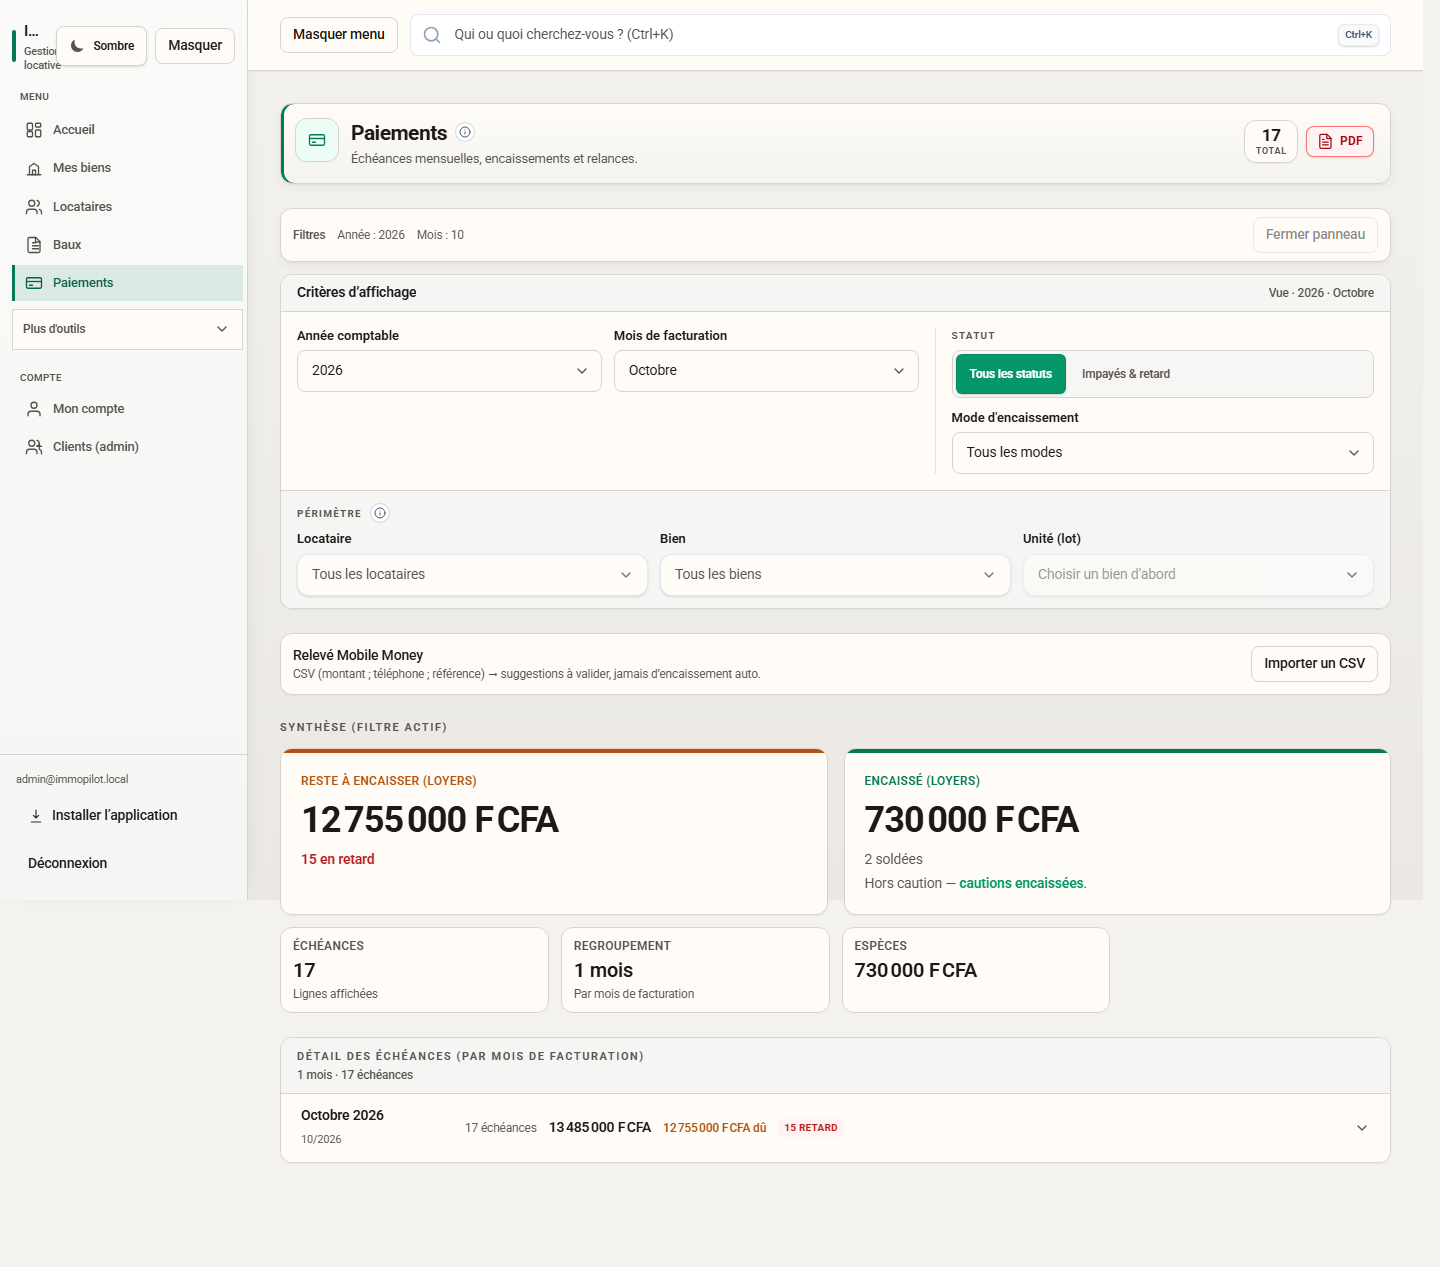 I...
Gestion
locative
Sombre
Masquer
MENU
Accueil
Mes biens
Locataires
Baux
Paiements
Plus d'outils
COMPTE
Mon compte
Clients (admin)
admin@immopilot.local
Installer l’application
Déconnexion
Masquer menu
Qui ou quoi cherchez-vous ? (Ctrl+K)
Ctrl+K
Paiements
Échéances mensuelles, encaissements et relances.
17
TOTAL
PDF
Filtres Année : 2026 Mois : 10
Fermer panneau
Critères d’affichage
Vue · 2026 · Octobre
Année comptable
2026
Mois de facturation
Octobre
STATUT
Tous les statuts
Impayés & retard
Mode d'encaissement
Tous les modes
PÉRIMÈTRE
Locataire
Tous les locataires
Bien
Tous les biens
Unité (lot)
Choisir un bien d’abord
Relevé Mobile Money
CSV (montant ; téléphone ; référence) → suggestions à valider, jamais d’encaissement auto.
Importer un CSV
SYNTHÈSE (FILTRE ACTIF)
RESTE À ENCAISSER (LOYERS)
12 755 000 F CFA
15 en retard
ENCAISSÉ (LOYERS)
730 000 F CFA
2 soldées
Hors caution — cautions encaissées.
ÉCHÉANCES
17
Lignes affichées
REGROUPEMENT
1 mois
Par mois de facturation
ESPÈCES
730 000 F CFA
DÉTAIL DES ÉCHÉANCES (PAR MOIS DE FACTURATION)
1 mois · 17 échéances
Octobre 2026
10/2026
17 échéances 13 485 000 F CFA 12 755 000 F CFA dû 15 RETARD